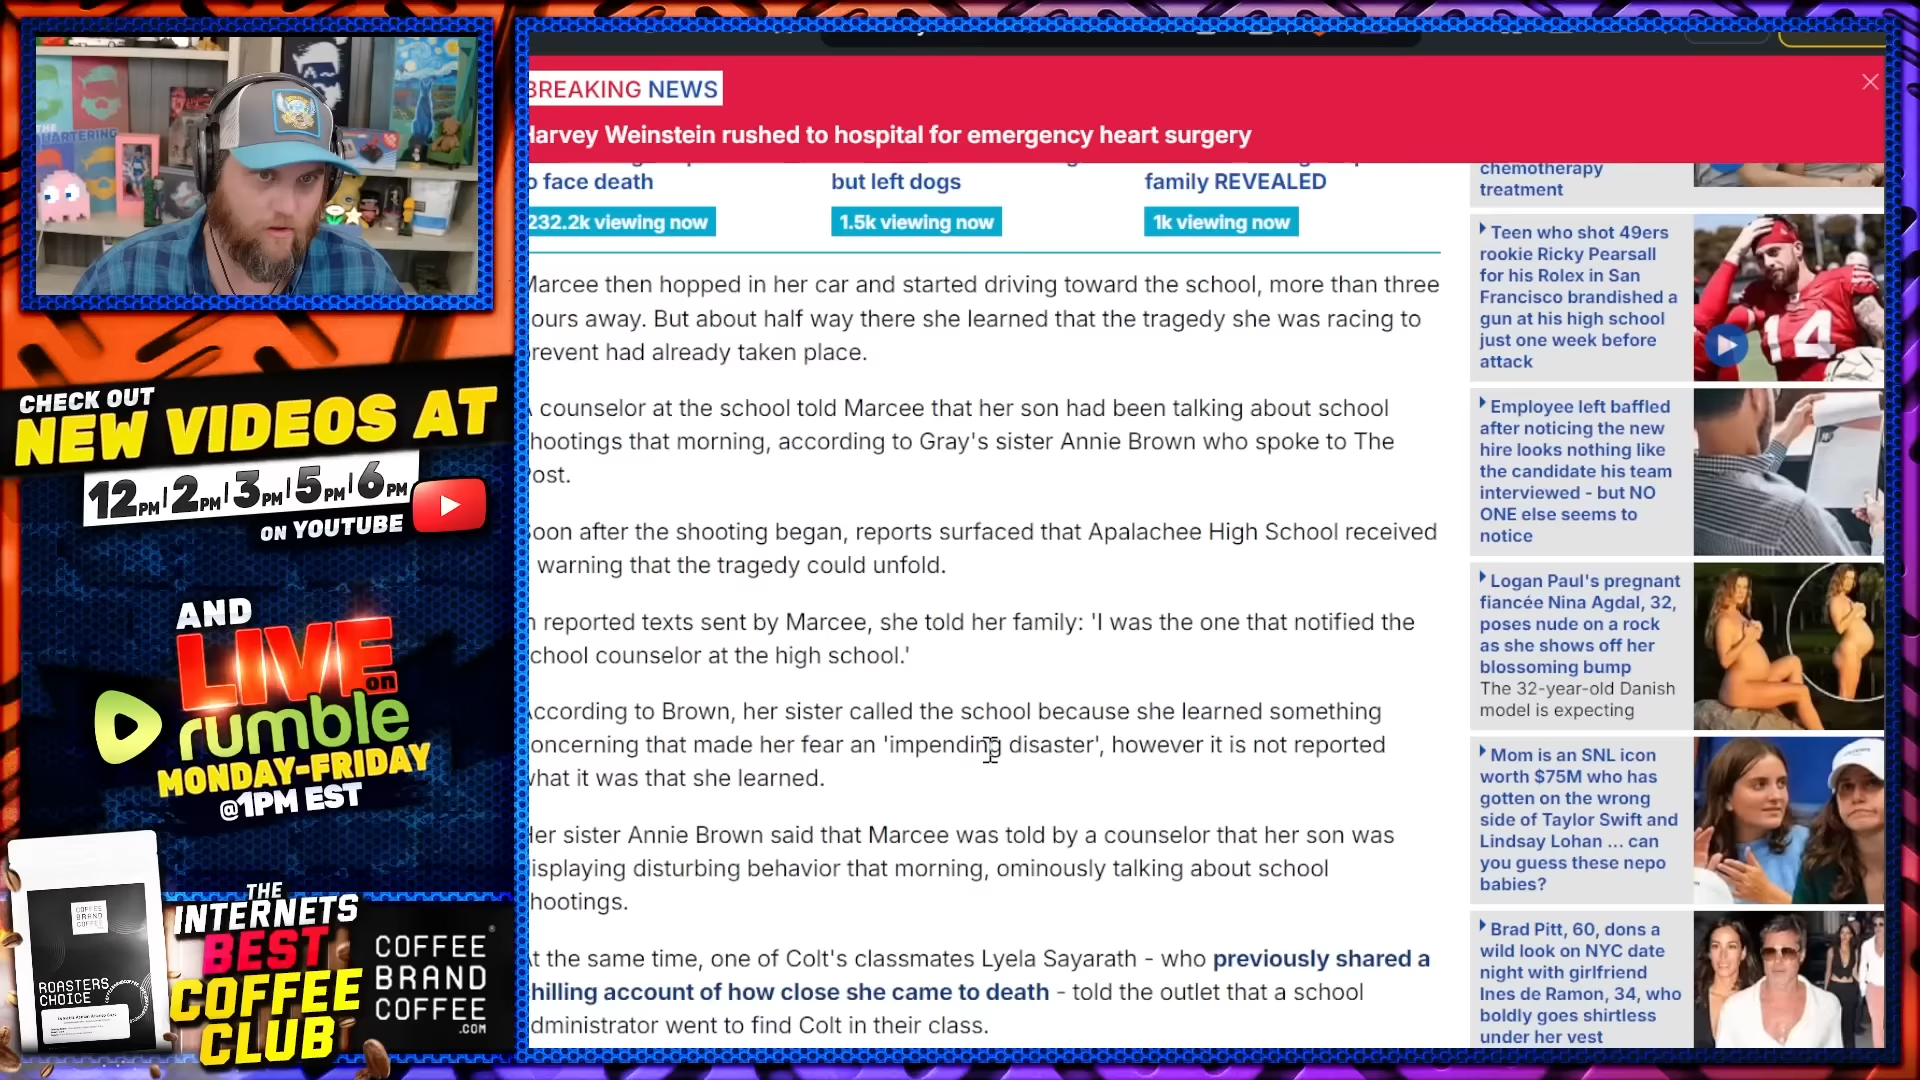 THE
QUARTERING
CHECK OUT
NEW VIDEOS AT
12PM | 2PM | 3PM | 5PM | 6PM
ON YOUTUBE
AND
LIVE
on
rumble
MONDAY-FRIDAY
@1PM EST
COFFEE
BRAND
COFFEE
ROASTERS
CHOICE
THE
INTERNETS
BEST
COFFEE
CLUB
COFFEE
BRAND
COFFEE
.COM
BREAKING NEWS
Harvey Weinstein rushed to hospital for emergency heart surgery
o face death
232.2k viewing now
but left dogs
1.5k viewing now
family REVEALED
1k viewing now
Marcee then hopped in her car and started driving toward the school, more than three
ours away. But about half way there she learned that the tragedy she was racing to
revent had already taken place.
counselor at the school told Marcee that her son had been talking about school
hootings that morning, according to Gray's sister Annie Brown who spoke to The
ost.
oon after the shooting began, reports surfaced that Apalachee High School received
warning that the tragedy could unfold.
n reported texts sent by Marcee, she told her family: 'I was the one that notified the
chool counselor at the high school.'
ccording to Brown, her sister called the school because she learned something
oncerning that made her fear an 'impending disaster', however it is not reported
what it was that she learned.
Her sister Annie Brown said that Marcee was told by a counselor that her son was
isplaying disturbing behavior that morning, ominously talking about school
hootings.
t the same time, one of Colt's classmates Lyela Sayarath - who previously shared a
hilling account of how close she came to death - told the outlet that a school
dministrator went to find Colt in their class.
chemotherapy
treatment
Teen who shot 49ers
rookie Ricky Pearsall
for his Rolex in San
Francisco brandished a
gun at his high school
just one week before
attack
14
Employee left baffled
after noticing the new
hire looks nothing like
the candidate his team
interviewed - but NO
ONE else seems to
notice
Logan Paul's pregnant
fiancée Nina Agdal, 32,
poses nude on a rock
as she shows off her
blossoming bump
The 32-year-old Danish
model is expecting
Mom is an SNL icon
worth $75M who has
gotten on the wrong
side of Taylor Swift and
Lindsay Lohan ... can
you guess these nepo
babies?
Brad Pitt, 60, dons a
wild look on NYC date
night with girlfriend
Ines de Ramon, 34, who
boldly goes shirtless
under her vest